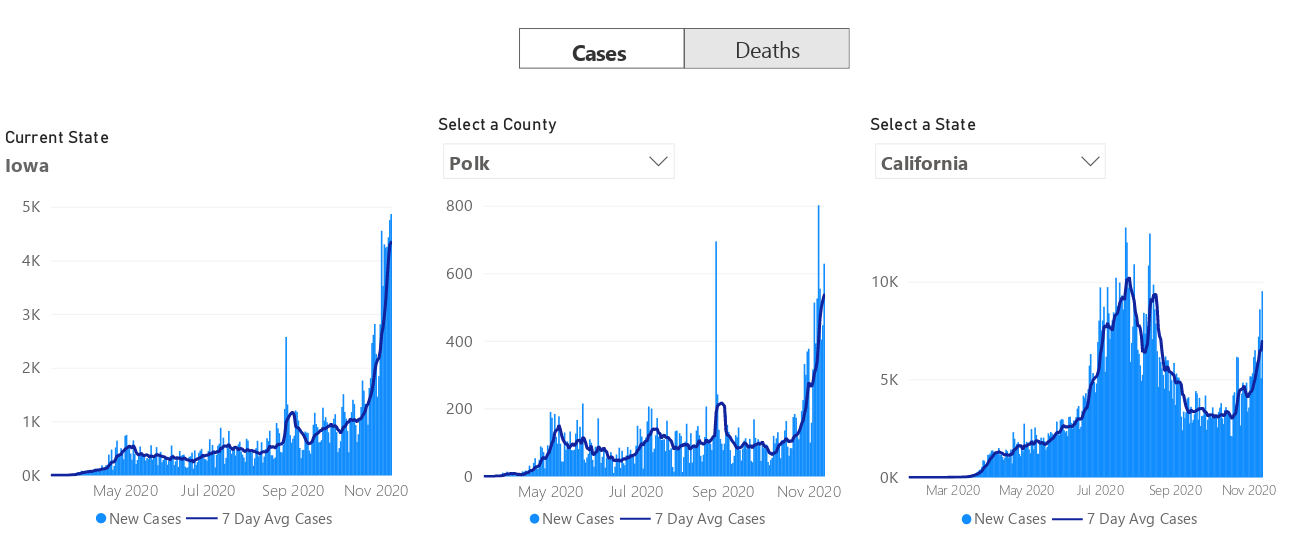 Cases
Deaths
Current State
Iowa
5K
4K
3K
2K
1K
0K
May 2020
Jul 2020
Sep 2020
Nov 2020
New Cases
7 Day Avg Cases
Select a County
Polk
800
600
400
200
0
May 2020
Jul 2020
Sep 2020
Nov 2020
New Cases
7 Day Avg Cases
Select a State
California
10K
5K
0K
Mar 2020
May 2020
Jul 2020
Sep 2020
Nov 2020
New Cases
7 Day Avg Cases